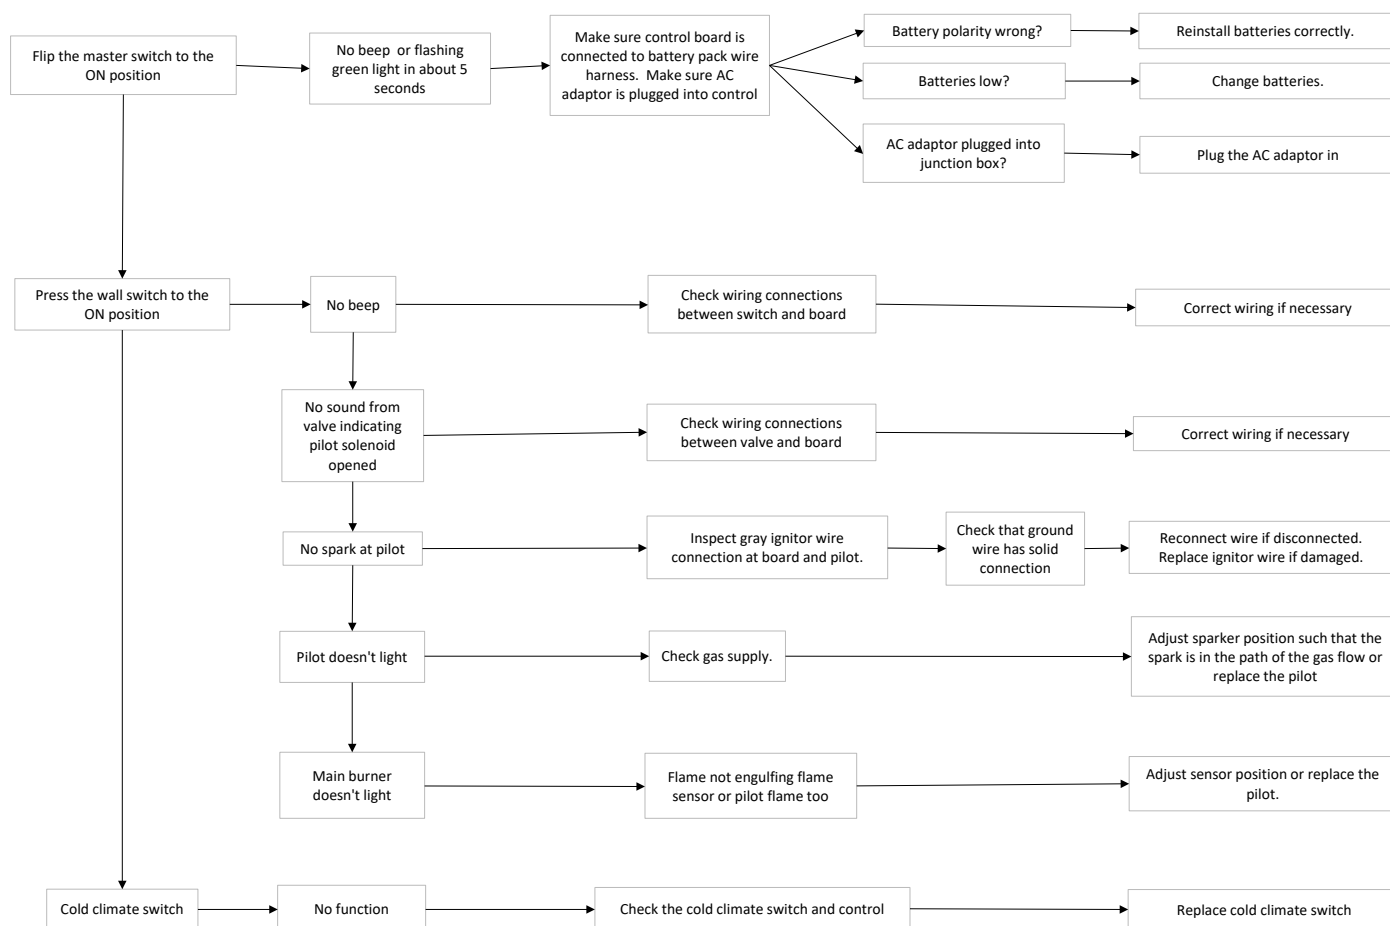 Flip the master switch to the
ON position
No beep  or flashing
green light in about 5
seconds
Make sure control board is
connected to battery pack wire
harness.  Make sure AC
adaptor is plugged into control
Battery polarity wrong?
Reinstall batteries correctly.
Batteries low?
Change batteries.
AC adaptor plugged into
junction box?
Plug the AC adaptor in
Press the wall switch to the
ON position
No beep
Check wiring connections
between switch and board
Correct wiring if necessary
No sound from
valve indicating
pilot solenoid
opened
Check wiring connections
between valve and board
Correct wiring if necessary
No spark at pilot
Inspect gray ignitor wire
connection at board and pilot.
Check that ground
wire has solid
connection
Reconnect wire if disconnected.
Replace ignitor wire if damaged.
Pilot doesn't light
Check gas supply.
Adjust sparker position such that the
spark is in the path of the gas flow or
replace the pilot
Main burner
doesn't light
Flame not engulfing flame
sensor or pilot flame too
Adjust sensor position or replace the
pilot.
Cold climate switch
No function
Check the cold climate switch and control
Replace cold climate switch